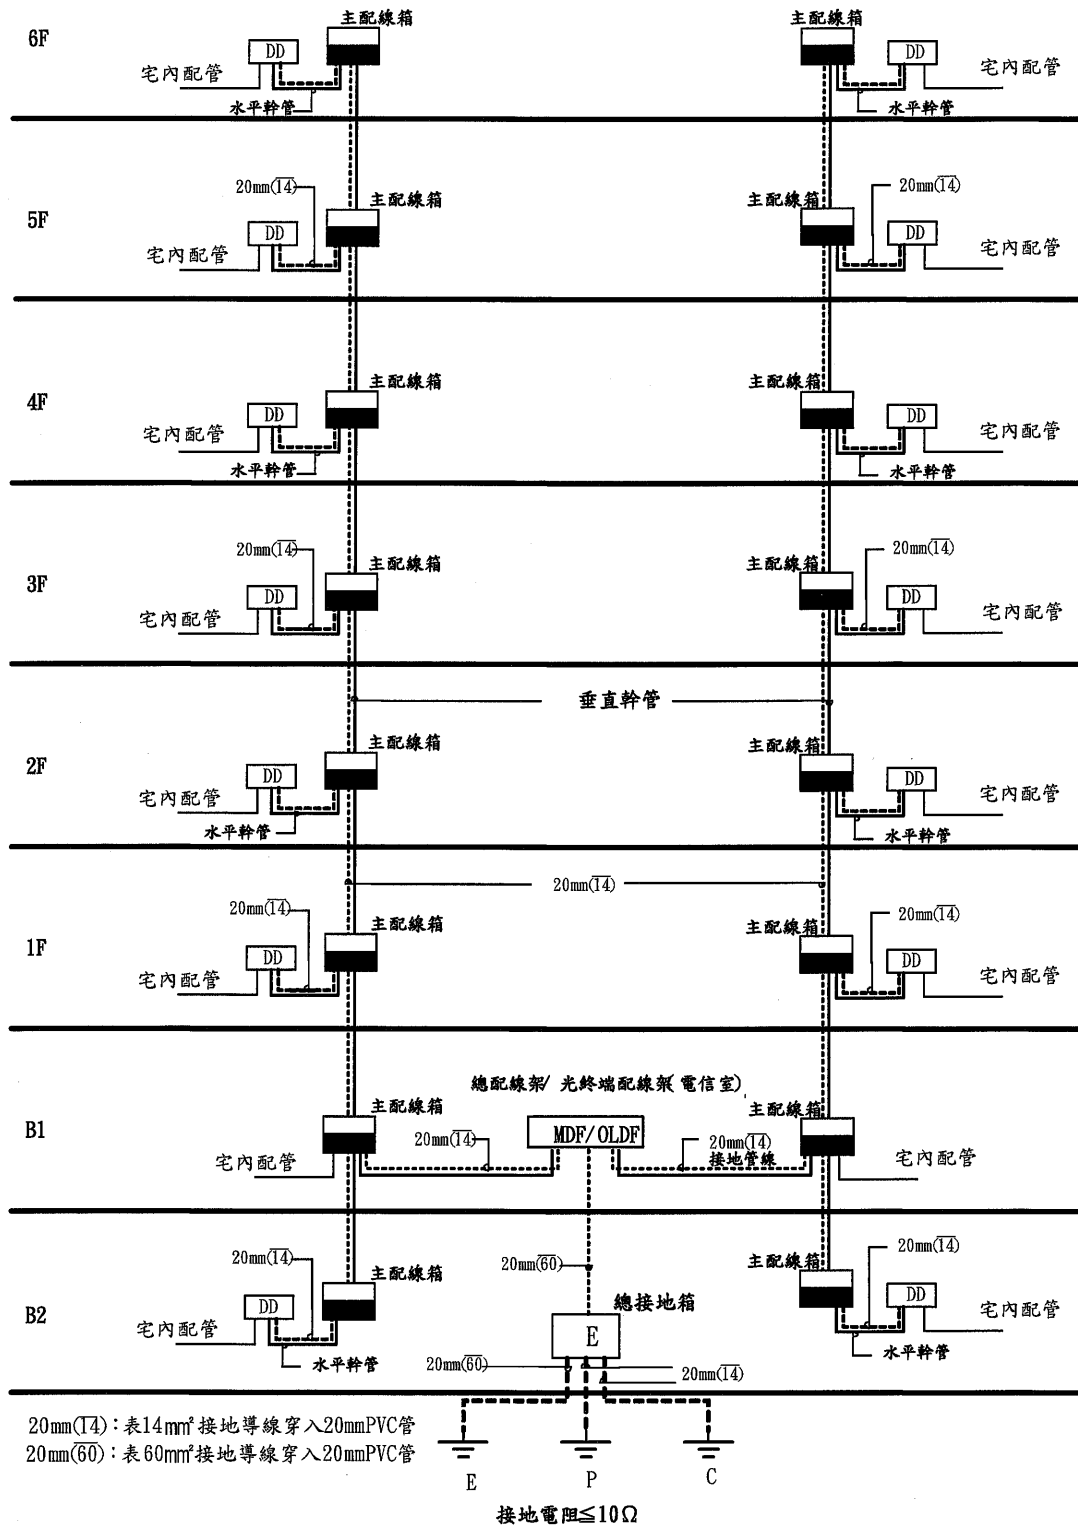 主配線箱 主配線箱
6F DD DD
宅內配管 宅內配管
水平幹管 水平幹管
20mm(14) 20mm(14)
主配線箱 主配線箱
5F DD DD
宅內配管 宅內配管
主配線箱 主配線箱
4F DD DD
宅內配管 宅內配管
水平幹管 水平幹管
20mm(14) 20mm(14)
主配線箱 主配線箱
3F DD DD
宅內配管 宅內配管
垂直幹管
主配線箱 主配線箱
2F DD DD
宅內配管 宅內配管
水平幹管 水平幹管
20mm(14)
20mm(14) 20mm(14)
主配線箱 主配線箱
1F DD DD
宅內配管 宅內配管
總配線架/ 光終端配線架(電信室)
主配線箱 主配線箱
B1 MDF/OLDF
20mm(14) 20mm(14)
接地管線
宅內配管 宅內配管
20mm(14) 20mm(60) 20mm(14)
主配線箱 主配線箱
總接地箱
B2 DD E DD
宅內配管 宅內配管
水平幹管 20mm(60) 水平幹管
20mm(14)
20mm(14):表14mm²接地導線穿入20mmPVC管
20mm(60):表60mm²接地導線穿入20mmPVC管
E P C
接地電阻≦10Ω